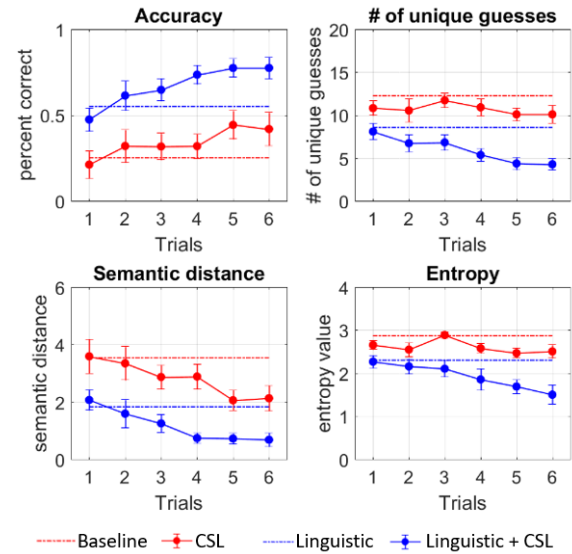 Accuracy
percent correct
1
0.5
0
1 2 3 4 5 6
Trials
# of unique guesses
# of unique guesses
20
15
10
5
0
1 2 3 4 5 6
Trials
Semantic distance
semantic distance
6
4
2
0
1 2 3 4 5 6
Trials
Entropy
entropy value
4
3
2
1
0
1 2 3 4 5 6
Trials
Baseline CSL Linguistic Linguistic + CSL